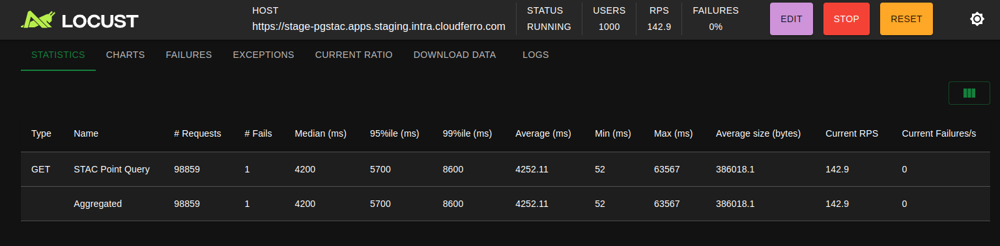 LOCUST
HOST
https://stage-pgstac.apps.staging.intra.cloudferro.com
STATUS
RUNNING
USERS
1000
RPS
142.9
FAILURES
0%
EDIT
STOP
RESET
STATISTICS CHARTS FAILURES EXCEPTIONS CURRENT RATIO DOWNLOAD DATA LOGS
Type Name # Requests # Fails Median (ms) 95%ile (ms) 99%ile (ms) Average (ms) Min (ms) Max (ms) Average size (bytes) Current RPS Current Failures/s
GET STAC Point Query 98859 1 4200 5700 8600 4252.11 52 63567 386018.1 142.9 0
Aggregated 98859 1 4200 5700 8600 4252.11 52 63567 386018.1 142.9 0